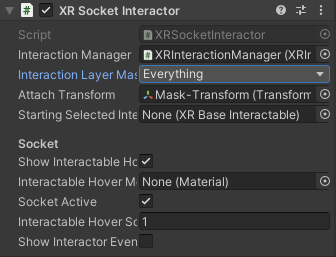 XR Socket Interactor
Script XRSocketInteractor
Interaction Manager XRInteractionManager (XRIr
Interaction Layer Mas Everything
Attach Transform Mask-Transform (Transform
Starting Selected Inte None (XR Base Interactable)
Socket
Show Interactable Ho
Interactable Hover M None (Material)
Socket Active
Interactable Hover Sc 1
Show Interactor Even